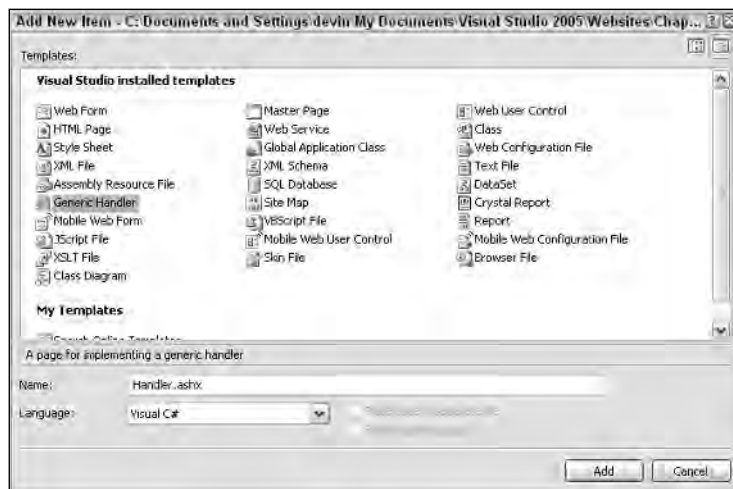 Add New Item - C:\Documents and Settings\devin\My Documents\Visual Studio 2005\Websites\Chap...
Templates:
Visual Studio installed templates
Web Form
Master Page
Web User Control
HTML Page
Web Service
Class
Style Sheet
Global Application Class
Web Configuration File
XML File
XML Schema
Text File
Assembly Resource File
SQL Database
DataSet
Generic Handler
Site Map
Crystal Report
Mobile Web Form
VBScript File
Report
JScript File
Mobile Web User Control
Mobile Web Configuration File
XSLT File
Skin File
Browser File
Class Diagram
My Templates
Search Online Templates
A page for implementing a generic handler
Name:
Handler.ashx
Language:
Visual C#
Add
Cancel